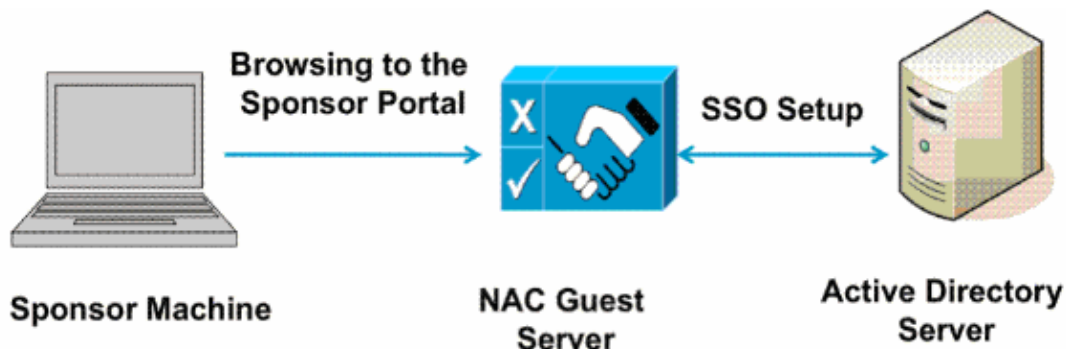 Browsing to the
Sponsor Portal
SSO Setup
X
Sponsor Machine
NAC Guest
Server
Active Directory
Server